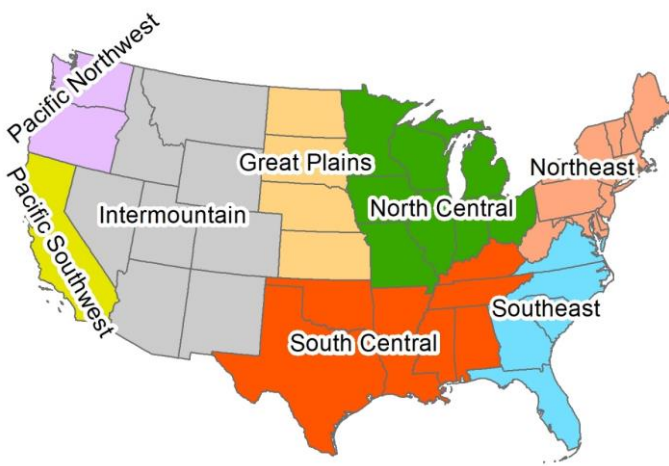 Pacific Northwest
Great Plains
Northeast
Pacific Southwest
Intermountain
North Central
Southeast
South Central